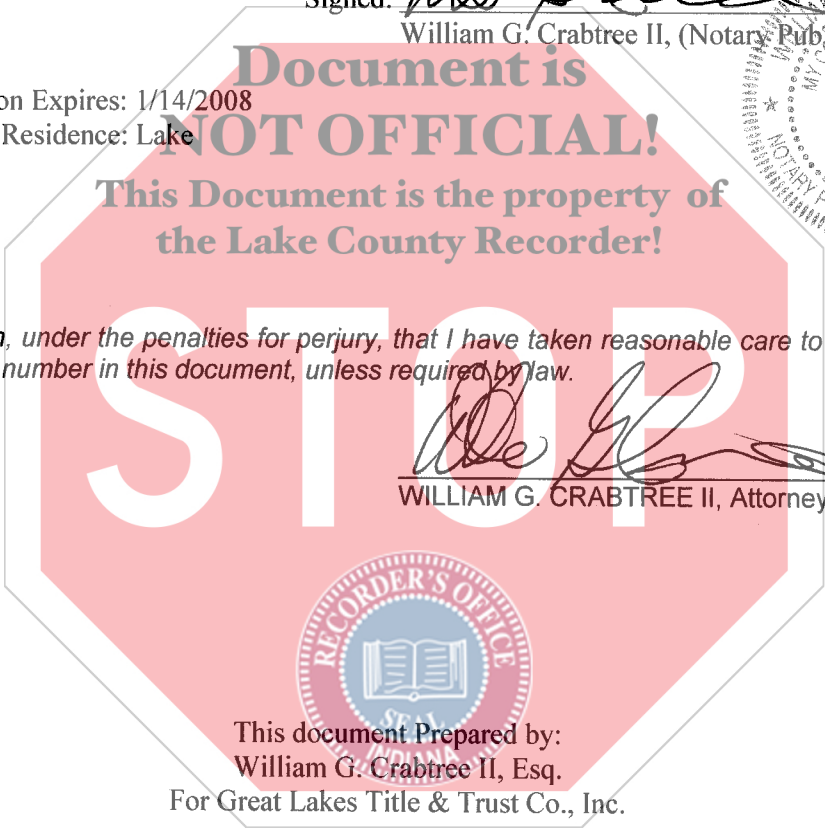 Signed:
William G. Crabtree II, (Notary Pub
Document is
on Expires: 1/14/2008
Residence: Lake
NOT OFFICIAL!
This Document is the property of
the Lake County Recorder!
NOTARY
STOP
, under the penalties for perjury, that I have taken reasonable care to
number in this document, unless required by law.
WILLIAM G. CRABTREE II, Attorney
RECORDER'S OFFICE
SEAL
INDIANA
This document Prepared by:
William G. Crabtree II, Esq.
For Great Lakes Title & Trust Co., Inc.